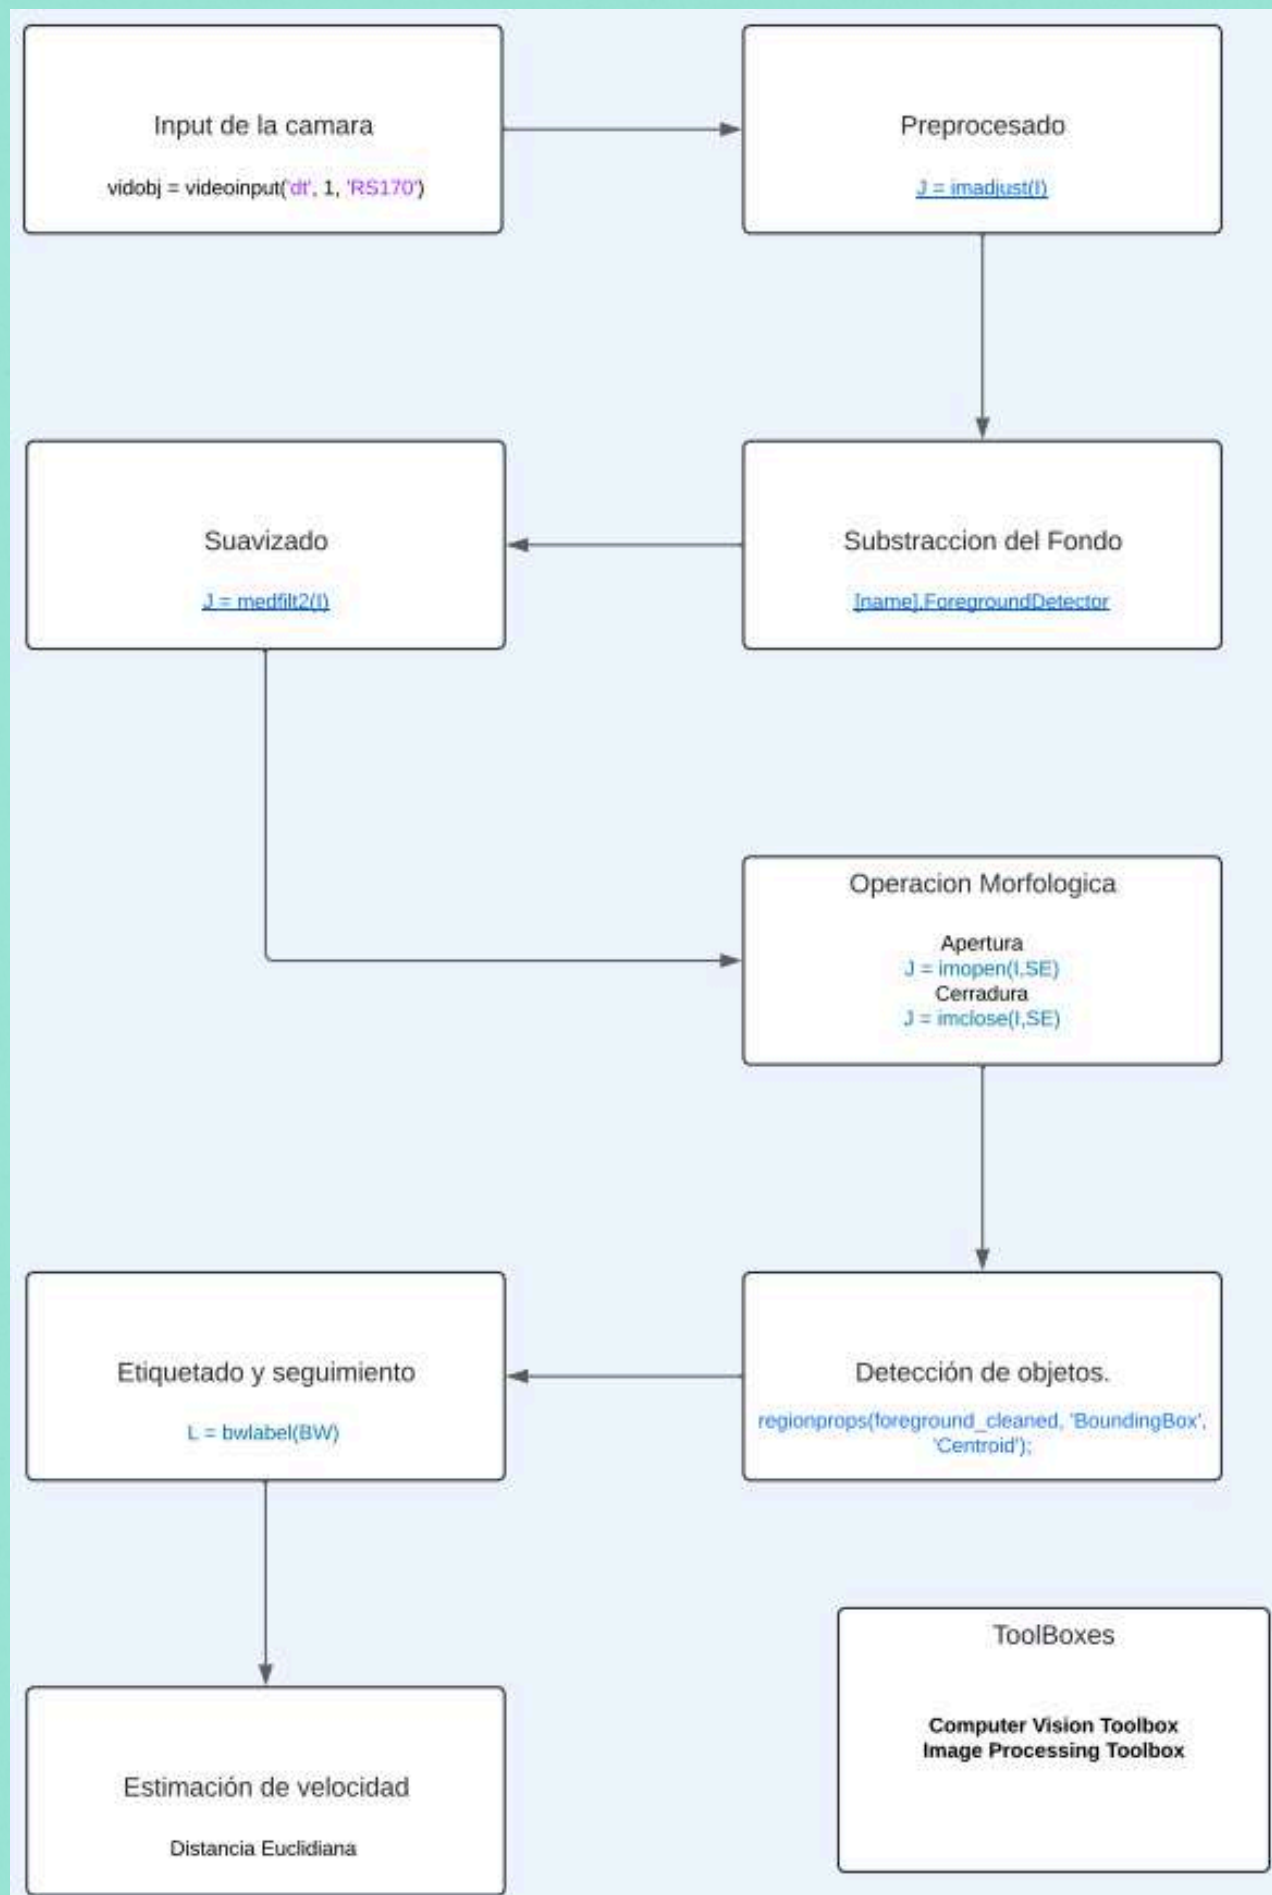 Input de la camara
vidobj = videoinput('dt', 1, 'RS170')
Preprocesado
J = imadjust(I)
Substraccion del Fondo
[name].ForegroundDetector
Suavizado
J = medfilt2(I)
Operacion Morfologica
Apertura
J = imopen(I,SE)
Cerradura
J = imclose(I,SE)
Detección de objetos.
regionprops(foreground_cleaned, 'BoundingBox',
'Centroid');
Etiquetado y seguimiento
L = bwlabel(BW)
Estimación de velocidad
Distancia Euclidiana
ToolBoxes
Computer Vision Toolbox
Image Processing Toolbox